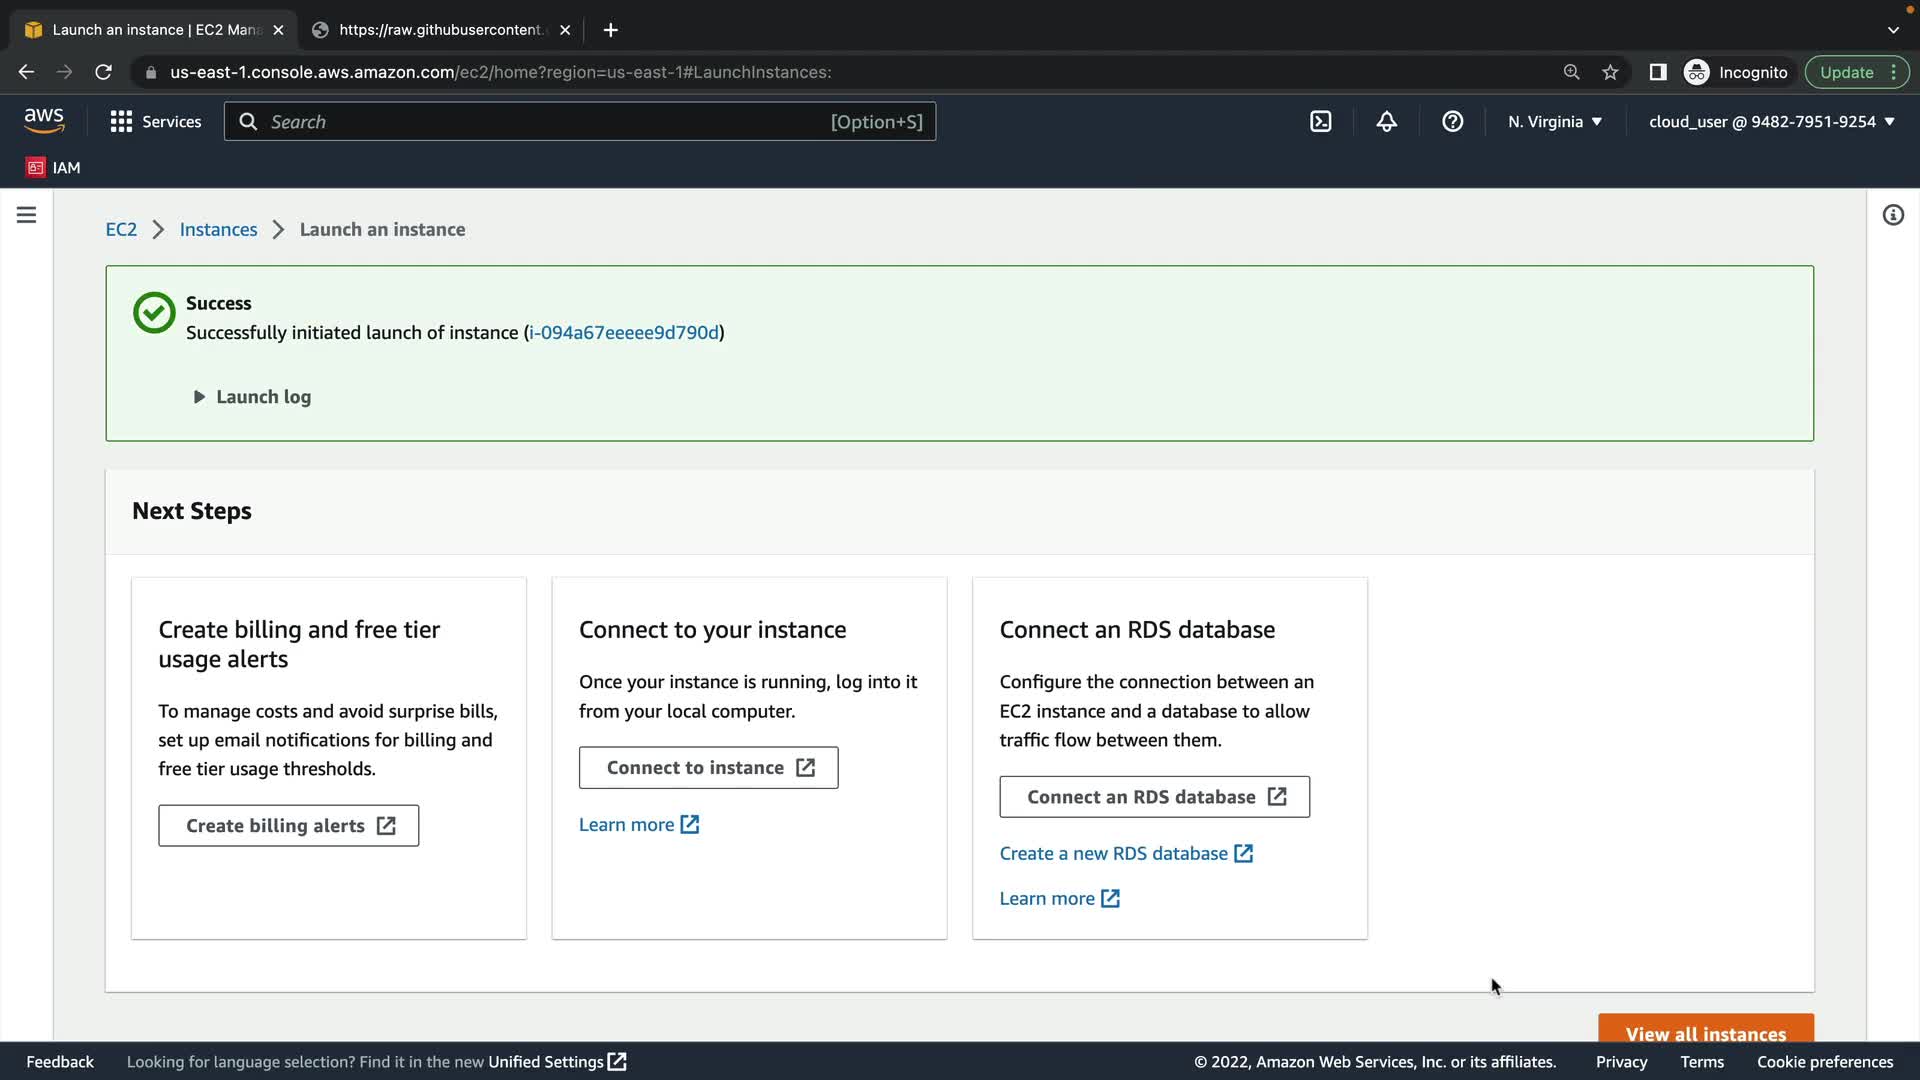 Launch an instance | EC2 Mana
https://raw.githubusercontent.
us-east-1.console.aws.amazon.com/ec2/home?region=us-east-1#LaunchInstances:
Incognito
Update
aws
Services
Search
[Option+S]
N. Virginia
cloud_user @ 9482-7951-9254
IAM
EC2
Instances
Launch an instance
Success
Successfully initiated launch of instance (i-094a67eeeee9d790d)
Launch log
Next Steps
Create billing and free tier
usage alerts
To manage costs and avoid surprise bills,
set up email notifications for billing and
free tier usage thresholds.
Create billing alerts
Connect to your instance
Once your instance is running, log into it
from your local computer.
Connect to instance
Learn more
Connect an RDS database
Configure the connection between an
EC2 instance and a database to allow
traffic flow between them.
Connect an RDS database
Create a new RDS database
Learn more
View all instances
Feedback
Looking for language selection? Find it in the new Unified Settings
© 2022, Amazon Web Services, Inc. or its affiliates.
Privacy
Terms
Cookie preferences